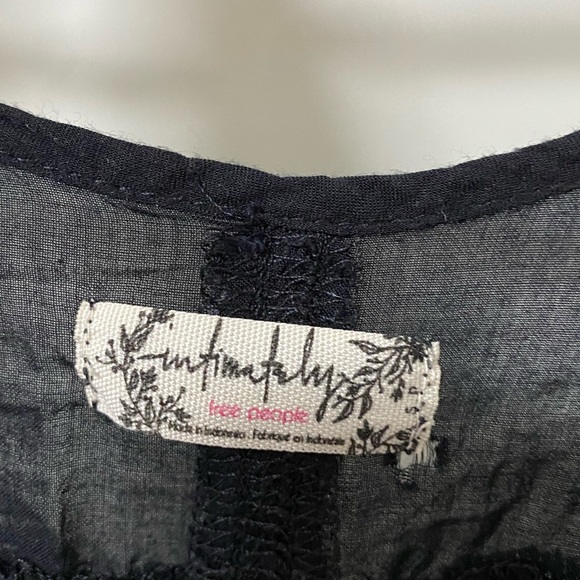 intimately
free people
Made in Indonesia . Fabriqué en Indonésie